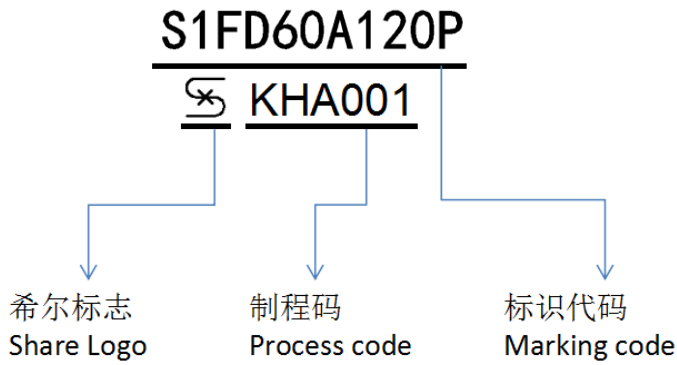 S1FD60A120P
KHA001
希尔标志
Share Logo
制程码
Process code
标识代码
Marking code